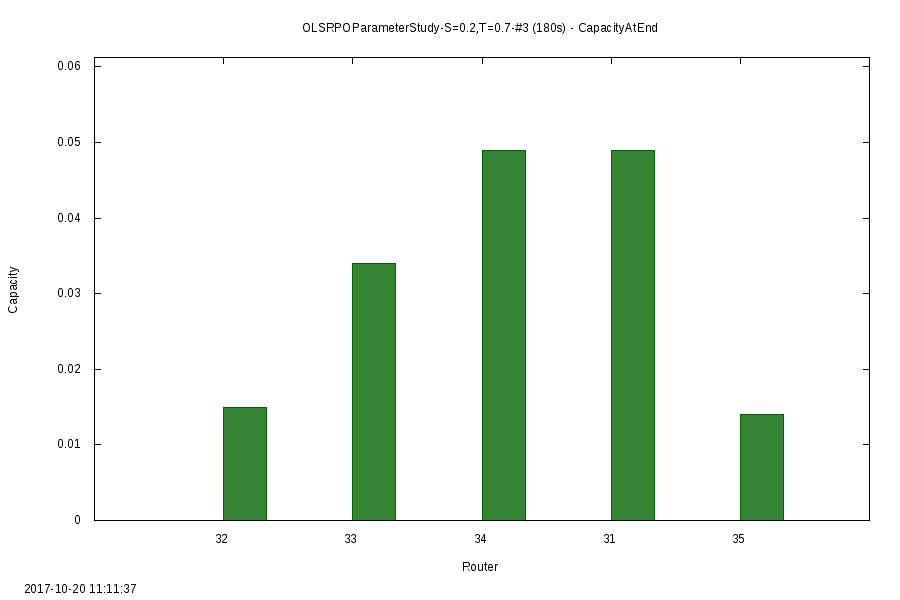 OLSRPOParameterStudy-S=0.2,T=0.7-#3 (180s) - CapacityAtEnd
0.06
0.05
0.04
0.03
0.02
0.01
0
Capacity
32 33 34 31 35
Router
2017-10-20 11:11:37